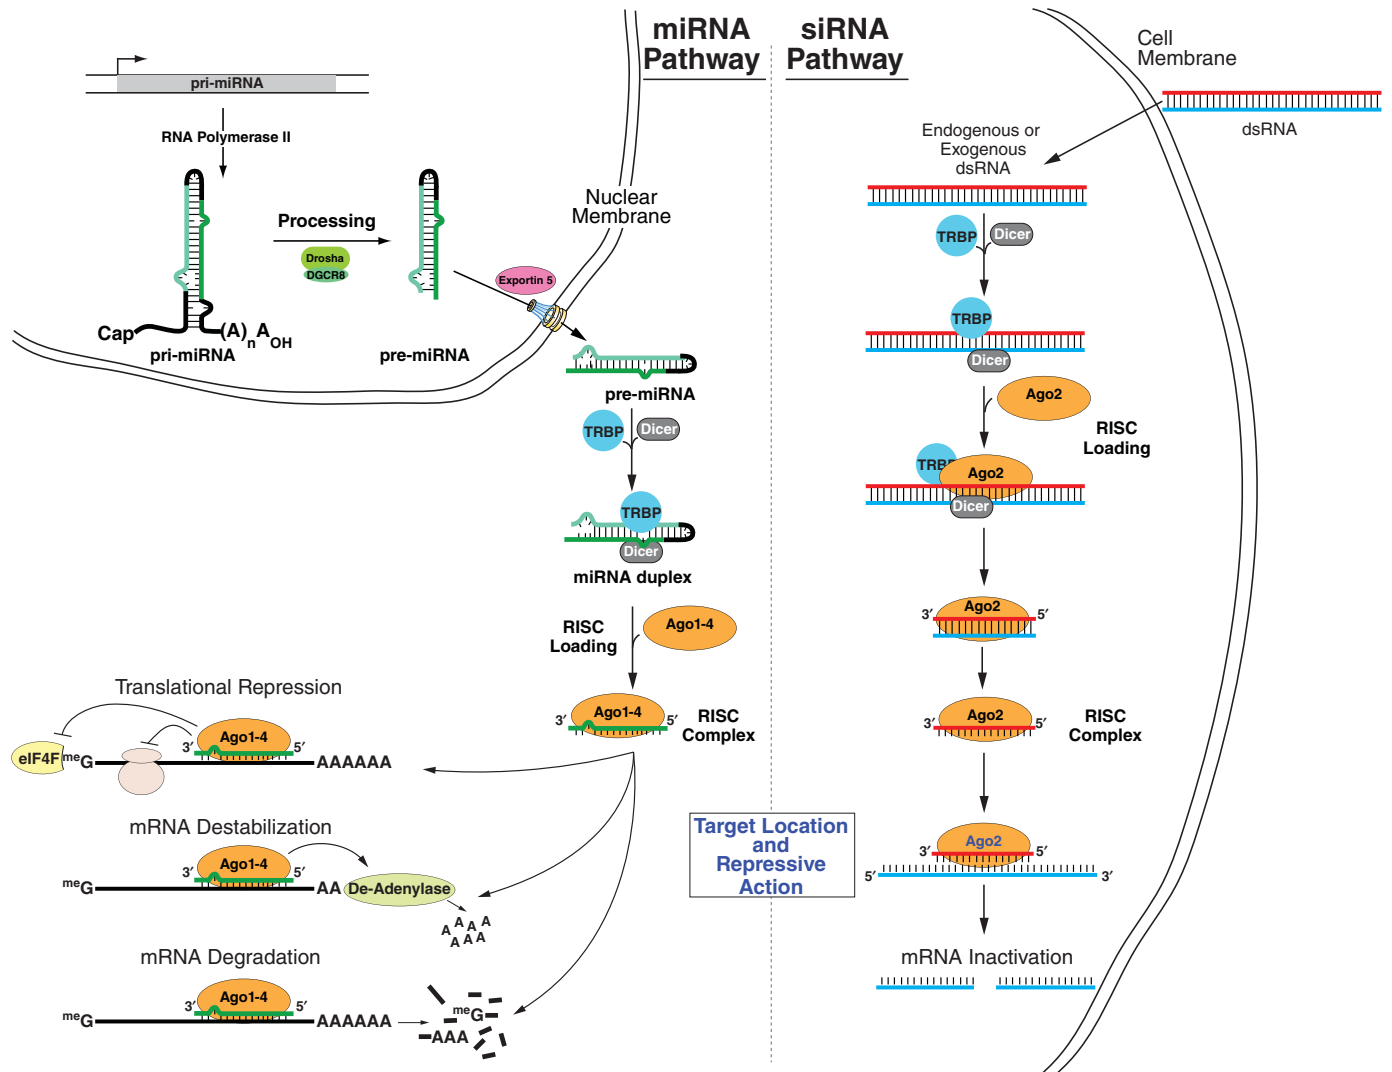 miRNA
Pathway
siRNA
Pathway
Cell
Membrane
dsRNA
pri-miRNA
RNA Polymerase II
Processing
Drosha
DGCR8
Cap
(A)nAOH
pri-miRNA
pre-miRNA
Nuclear
Membrane
Exportin 5
pre-miRNA
TRBP
Dicer
TRBP
Dicer
miRNA duplex
RISC
Loading
Ago1-4
3′
Ago1-4
5′
RISC
Complex
Translational Repression
eIF4F
meG
3′
Ago1-4
5′
AAAAAA
mRNA Destabilization
meG
3′
Ago1-4
5′
AA
De-Adenylase
A A A A
A A A
mRNA Degradation
meG
3′
Ago1-4
5′
AAAAAA
meG
AAA
Endogenous or
Exogenous
dsRNA
TRBP
Dicer
TRBP
Dicer
Ago2
RISC
Loading
TRBP
Ago2
Dicer
3′
Ago2
5′
3′
Ago2
5′
RISC
Complex
Target Location
and
Repressive
Action
3′
Ago2
5′
5′
3′
mRNA Inactivation